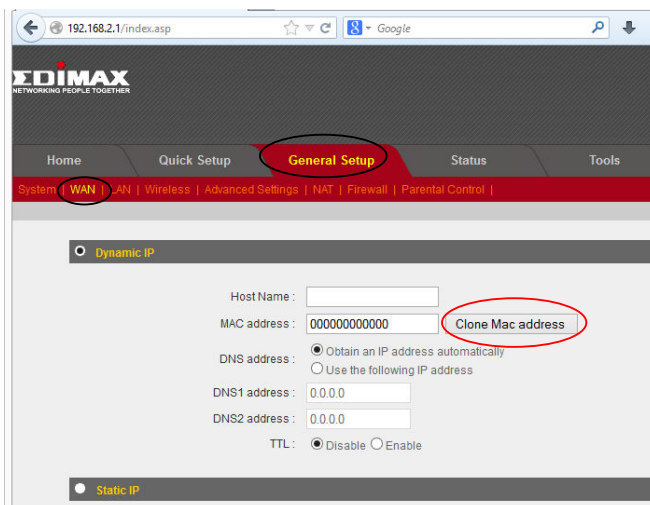 192.168.2.1/index.asp
8 Google
EDIMAX
NETWORKING PEOPLE TOGETHER
Home Quick Setup General Setup Status Tools
System | WAN | LAN | Wireless | Advanced Settings | NAT | Firewall | Parental Control |
Dynamic IP
Host Name :
MAC address : 000000000000 Clone Mac address
DNS address : Obtain an IP address automatically
Use the following IP address
DNS1 address : 0.0.0.0
DNS2 address : 0.0.0.0
TTL : Disable Enable
Static IP